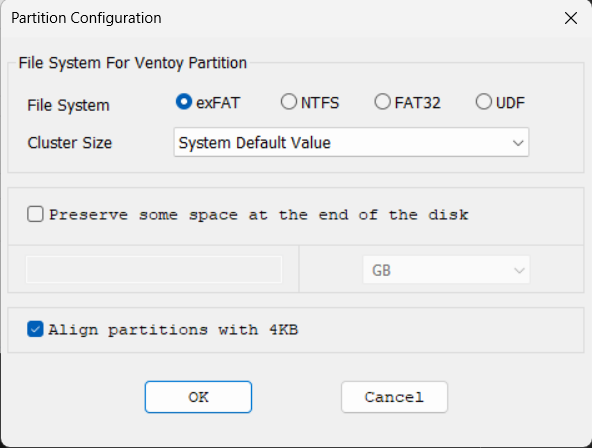 Partition Configuration
File System For Ventoy Partition
File System
exFAT NTFS FAT32 UDF
Cluster Size
System Default Value
Preserve some space at the end of the disk
GB
Align partitions with 4KB
OK Cancel